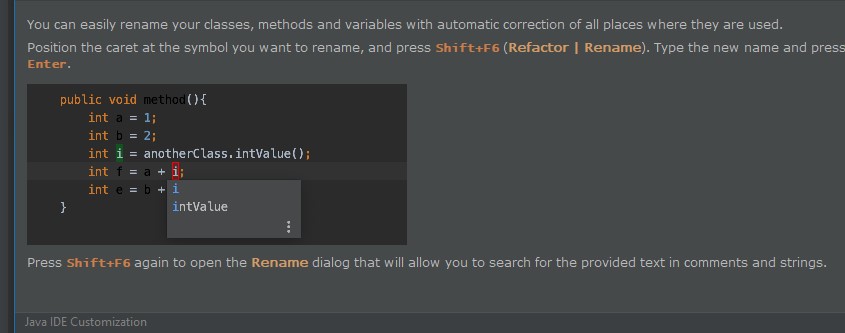 You can easily rename your classes, methods and variables with automatic correction of all places where they are used.
Position the caret at the symbol you want to rename, and press Shift+F6 (Refactor | Rename). Type the new name and press
Enter.
public void method(){
int a = 1;
int b = 2;
int i = anotherClass.intValue();
int f = a + i;
int e = b +
i
intValue
}
Press Shift+F6 again to open the Rename dialog that will allow you to search for the provided text in comments and strings.
Java IDE Customization